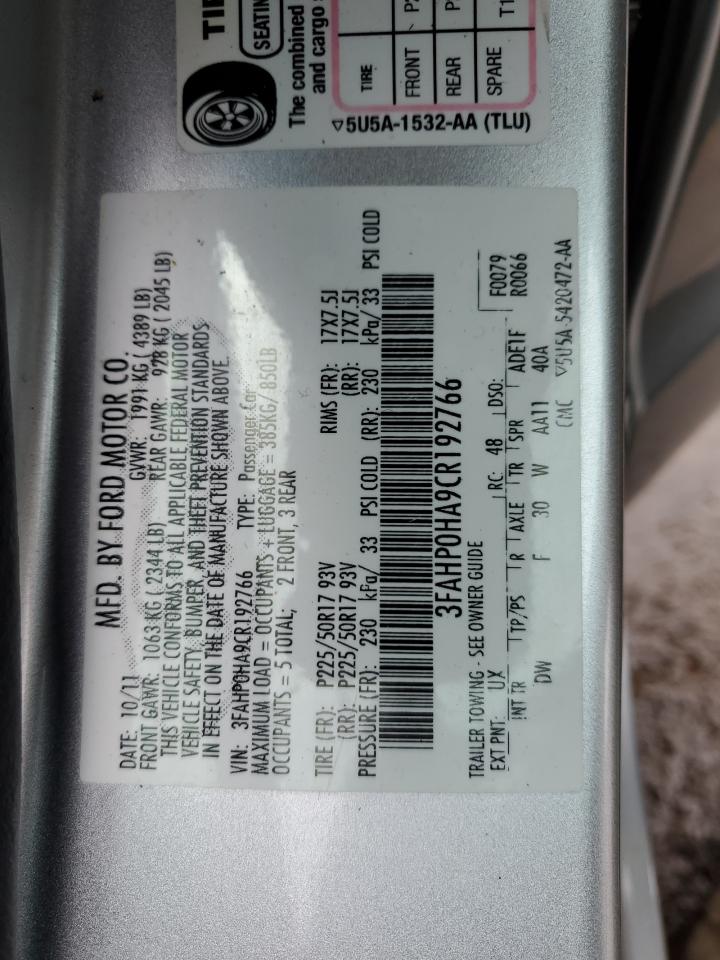 TIRE
SEATING
The combined
and cargo
TIRE
FRONT
REAR
SPARE T1
▽5U5A-1532-AA (TLU)
MFD. BY FORD MOTOR CO.
DATE: 10/11 GVWR: 1991 KG ( 4389 LB)
FRONT GAWR: 1063 KG ( 2344 LB) REAR GAWR: 928 KG ( 2045 LB)
THIS VEHICLE CONFORMS TO ALL APPLICABLE FEDERAL MOTOR
VEHICLE SAFETY, BUMPER, AND THEFT PREVENTION STANDARDS
IN EFFECT ON THE DATE OF MANUFACTURE SHOWN ABOVE.
VIN: 3FAHP0HA9CR192766 TYPE: Passenger Car
MAXIMUM LOAD = OCCUPANTS + LUGGAGE = 385KG/ 850LB
OCCUPANTS = 5 TOTAL; 2 FRONT, 3 REAR
TIRE (FR): P225/50R17 93V RIMS (FR): 17X7.5J
(RR): P225/50R17 93V (RR): 17X7.5J
PRESSURE (FR): 230 kPa/ 33 PSI COLD (RR): 230 kPa/ 33 PSI COLD
3FAHP0HA9CR192766
TRAILER TOWING - SEE OWNER GUIDE
EXT PNT: UX RC: 48 DSO: F0079
INT TR TP/PS R AXLE TR SPR ADE1F R0066
DW F 30 W AA11 40A
CMC ▽5U5A-5420472-AA